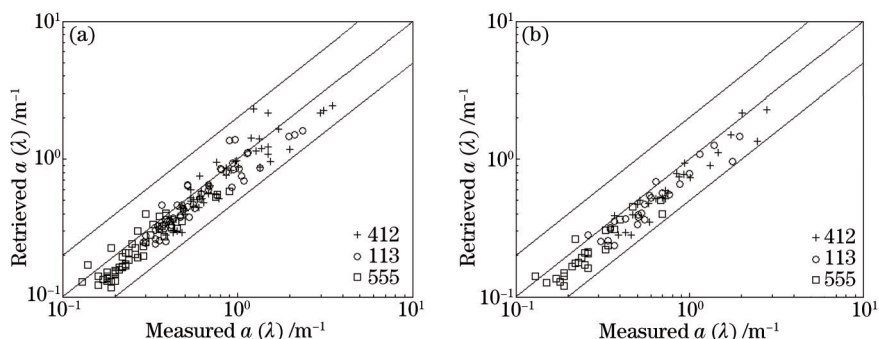 (a)
10¹
10⁰
10⁻¹
Retrieved a (λ) /m⁻¹
+ 412
○ 113
□ 555
10⁻¹ 10⁰ 10¹
Measured a (λ) /m⁻¹
(b)
10¹
10⁰
10⁻¹
Retrieved a (λ) /m⁻¹
+ 412
○ 113
□ 555
10⁻¹ 10⁰ 10¹
Measured a (λ) /m⁻¹